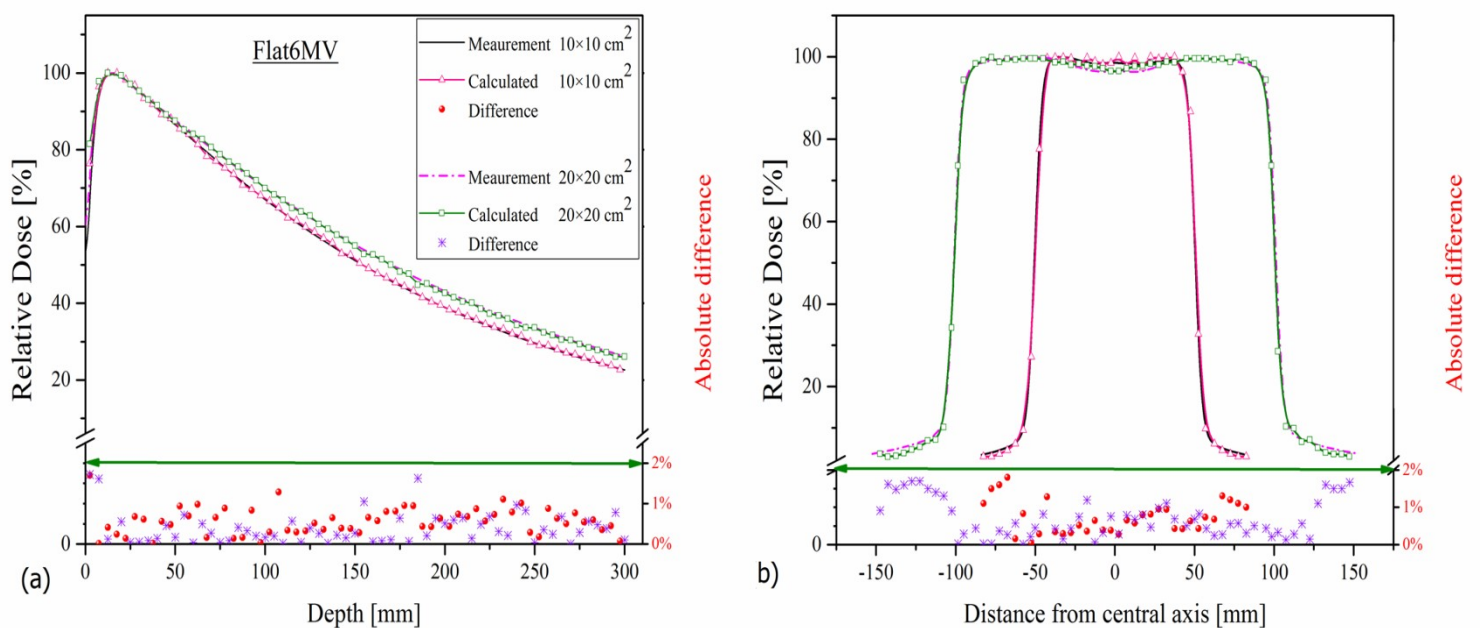 Flat6MV
Meaurement 10×10 cm²
Calculated 10×10 cm²
Difference
Measurement 20×20 cm²
Calculated 20×20 cm²
Difference
Relative Dose [%]
100
80
60
40
20
0
Absolute difference
2%
1%
0%
0 50 100 150 200 250 300
Depth [mm]
(a)
Relative Dose [%]
100
80
60
40
20
0
Absolute difference
2%
1%
0%
-150 -100 -50 0 50 100 150
Distance from central axis [mm]
b)